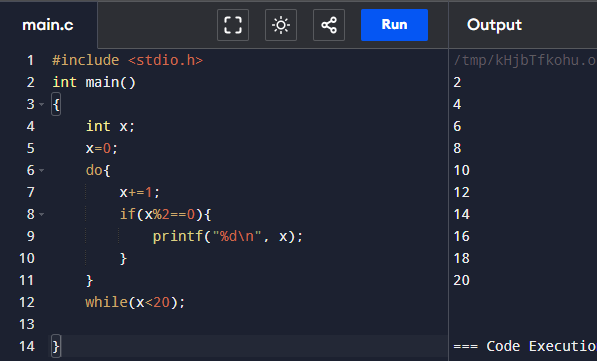 main.c
Run
Output
1 #include <stdio.h>
2 int main()
3 {
4 int x;
5 x=0;
6 do{
7 x+=1;
8 if(x%2==0){
9 printf("%d\n", x);
10 }
11 }
12 while(x<20);
13
14 }
/tmp/kHjbTfkohu.o
2
4
6
8
10
12
14
16
18
20
=== Code Executio